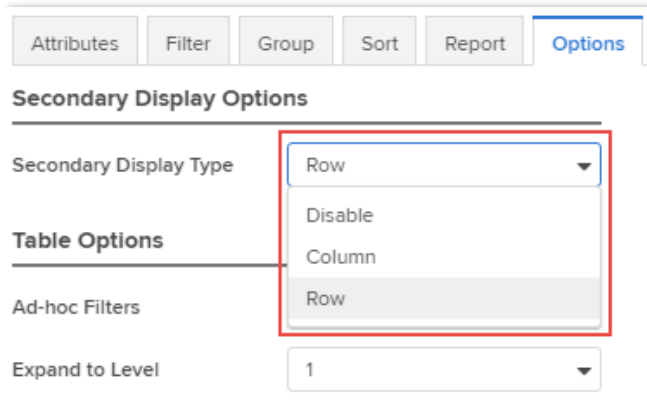 Attributes Filter Group Sort Report Options
Secondary Display Options
Secondary Display Type Row
Disable
Table Options
Column
Row
Ad-hoc Filters
Expand to Level 1